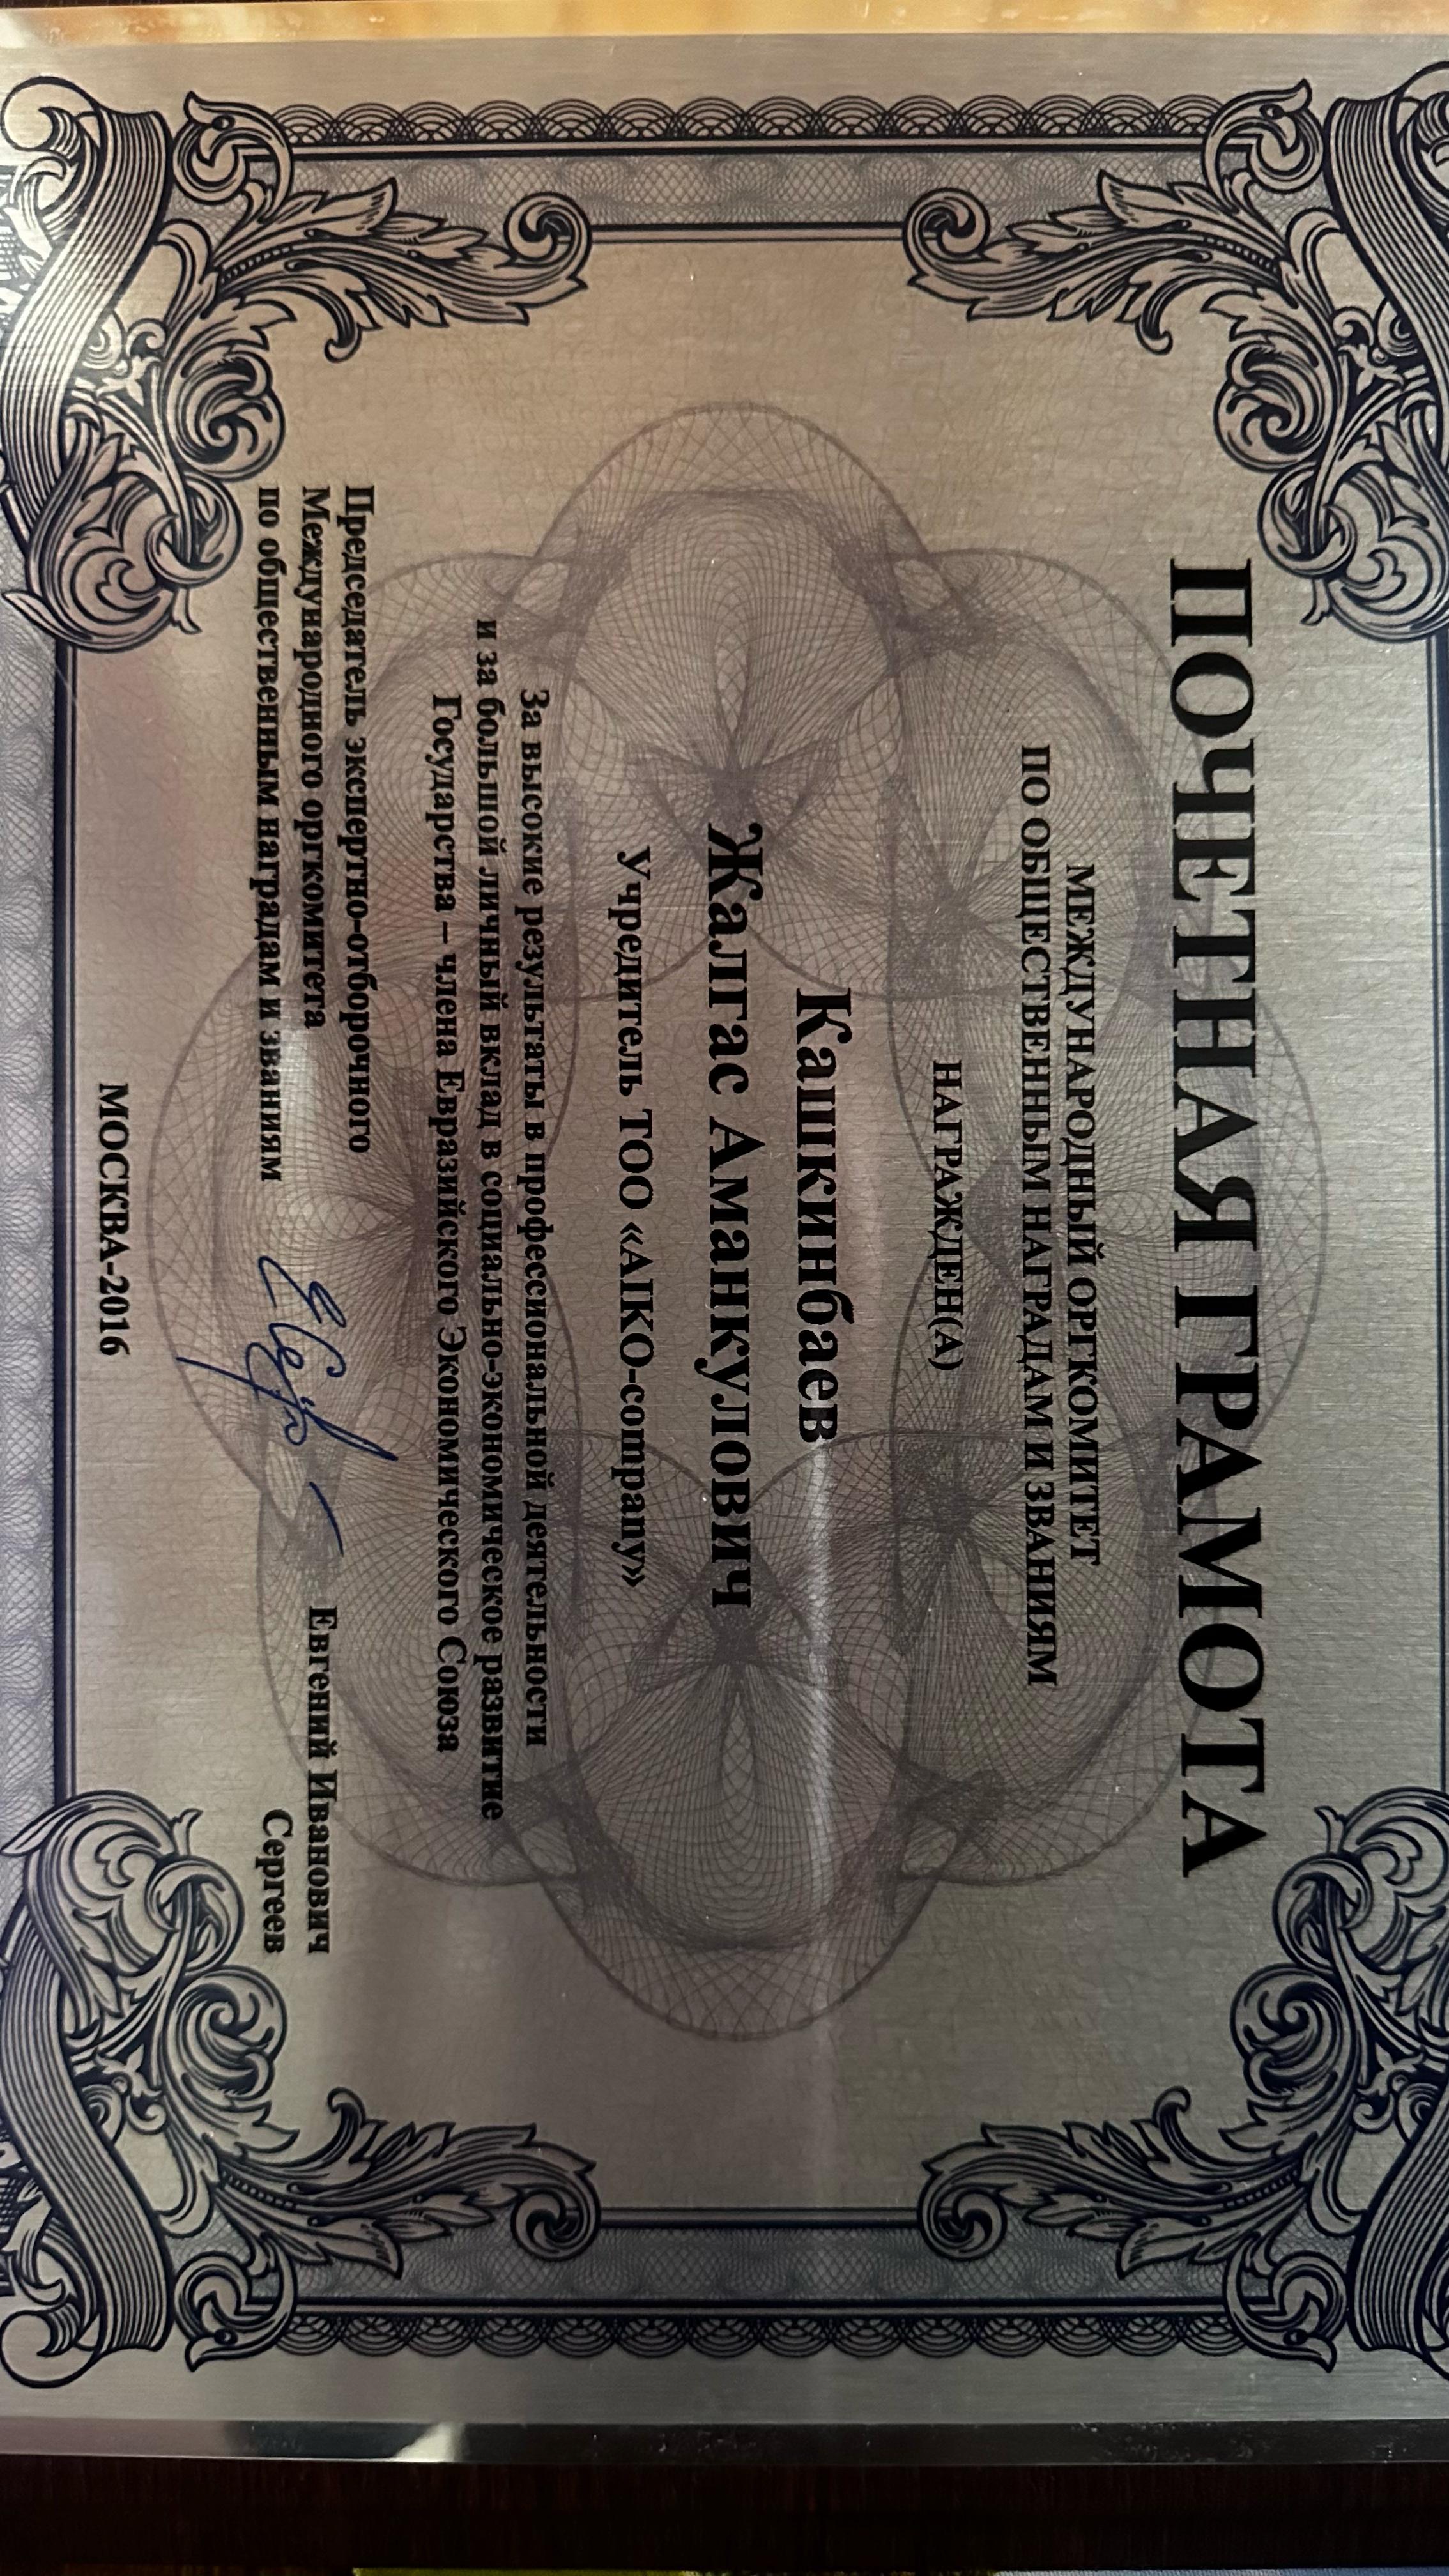 ПОЧЕТНАЯ ГРАМОТА
МЕЖДУНАРОДНЫЙ ОРГКОМИТЕТ
ПО ОБЩЕСТВЕННЫМ НАГРАДАМ И ЗВАНИЯМ
НАГРАЖДЕН(А)
Кашкинбаев
Жалгас Аманкулович
Учредитель ТОО «AIKO-company»
За высокие результаты в профессиональной деятельности
и за большой личный вклад в социально-экономическое развитие
Государства – члена Евразийского Экономического Союза
Председатель экспертно-отборочного
Международного оргкомитета
по общественным наградам и званиям
Евгений Иванович
Сергеев
МОСКВА-2016